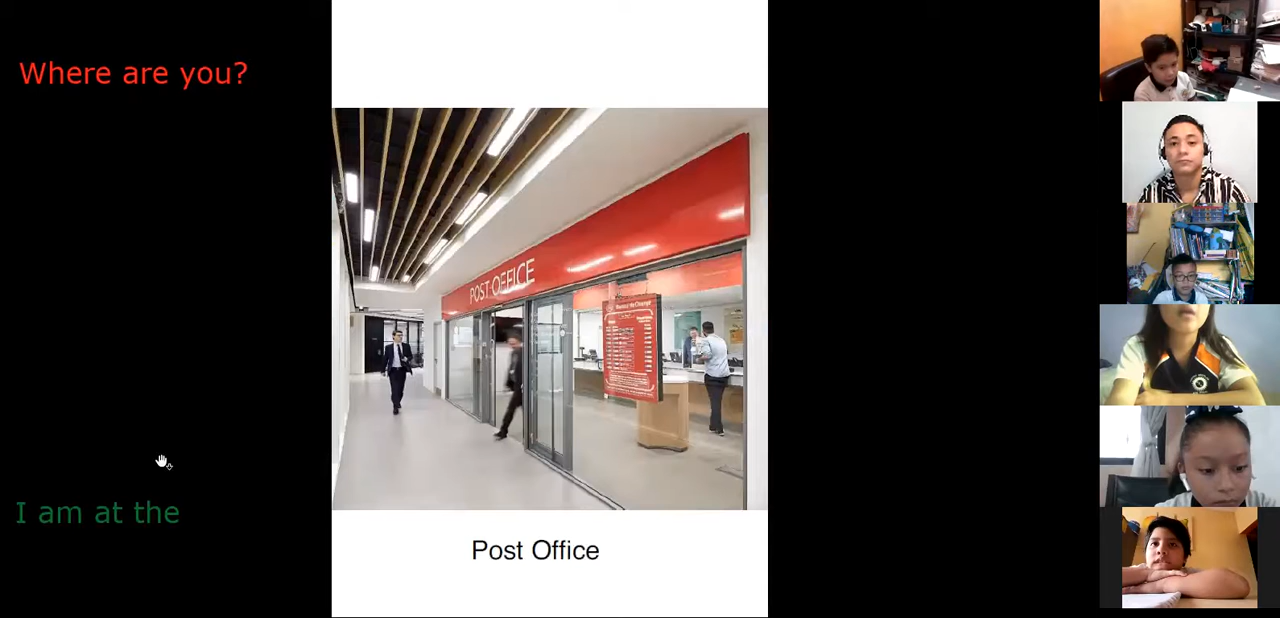 Where are you?
POST OFFICE
I am at the
Post Office